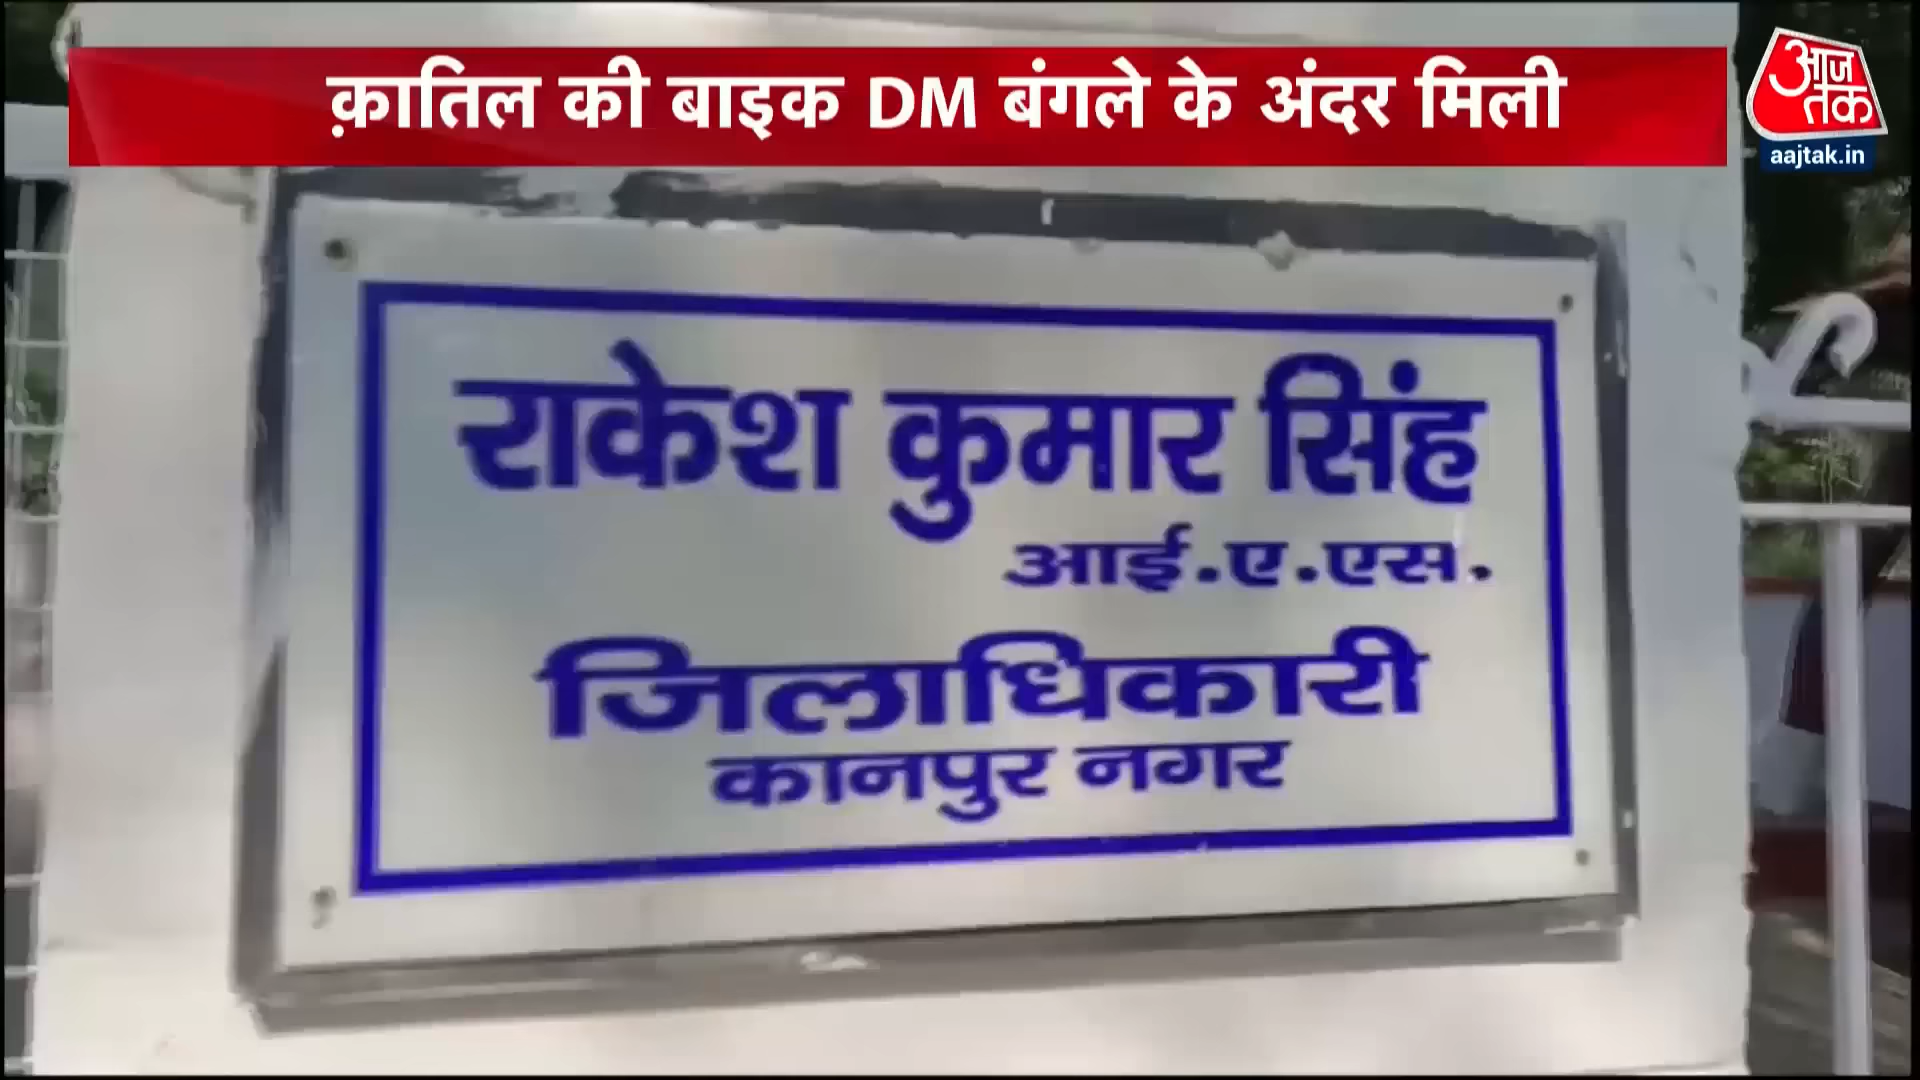 क़ातिल की बाइक DM बंगले के अंदर मिली
आज
तक
aajtak.in
राकेश कुमार सिंह
आई.ए.एस.
जिलाधिकारी
कानपुर नगर